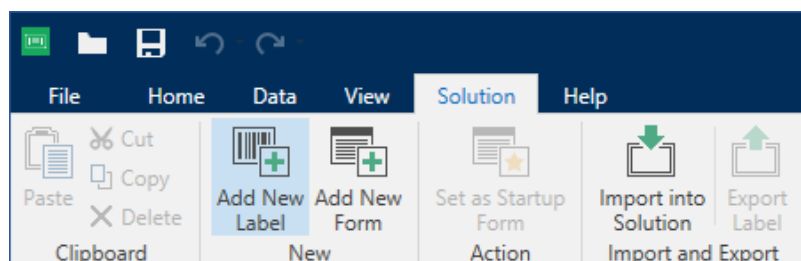 File Home Data View Solution Help
Paste
Cut
Copy
Delete
Clipboard
Add New
Label
Add New
Form
New
Set as Startup
Form
Action
Import into
Solution
Export
Label
Import and Export